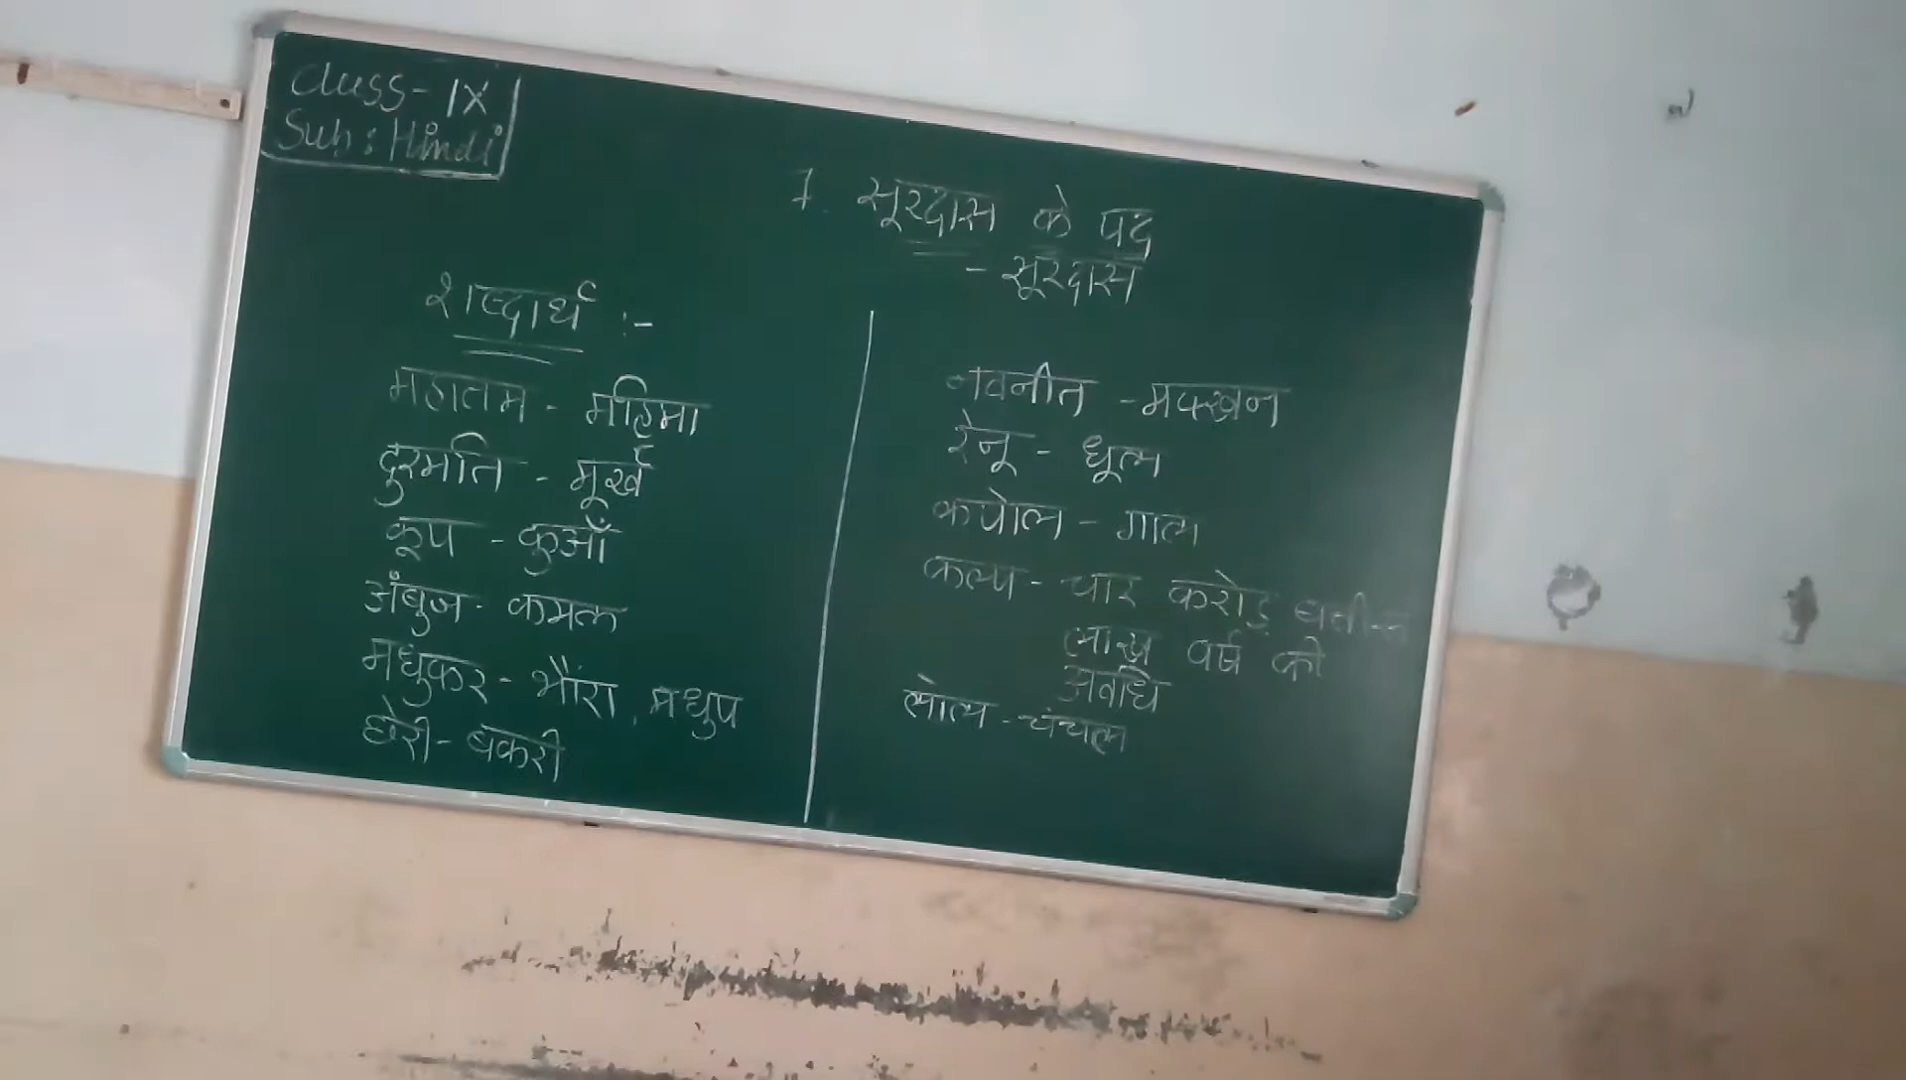 Class - IX
Sub : Hindi
7. सूरदास के पद
- सूरदास
शब्दार्थ :-
महातम - महिमा
दुरमति - मूर्ख
कूप - कुआँ
अंबुज - कमल
मधुकर - भौंरा, मधुप
छेरी - बकरी
नवनीत - मक्खन
रेनू - धूल
कपोल - गाल
कल्प - चार करोड़ बत्तीस
लाख वर्ष की
अवधि
लोल - चंचल